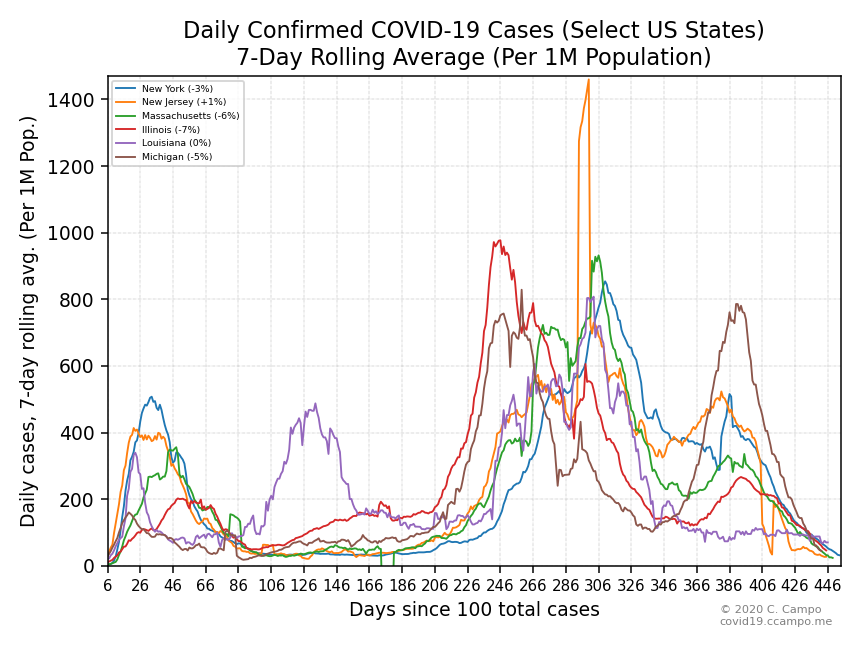 Daily Confirmed COVID-19 Cases (Select US States)
7-Day Rolling Average (Per 1M Population)
Daily cases, 7-day rolling avg. (Per 1M Pop.)
1400
1200
1000
800
600
400
200
0
New York (-3%)
New Jersey (+1%)
Massachusetts (-6%)
Illinois (-7%)
Louisiana (0%)
Michigan (-5%)
6 26 46 66 86 106 126 146 166 186 206 226 246 266 286 306 326 346 366 386 406 426 446
Days since 100 total cases
© 2020 C. Campo
covid19.ccampo.me